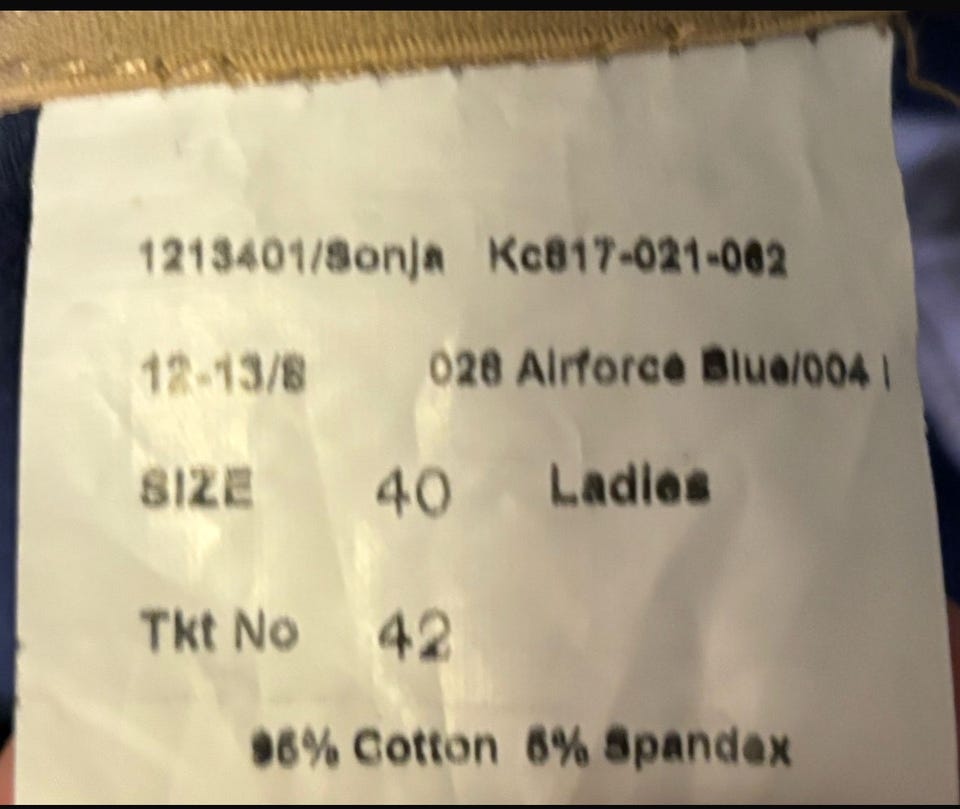 1213401/Sonja Kc817-021-062
12-13/8 028 Airforce Blue/004
SIZE 40 Ladies
Tkt No 42
95% Cotton 5% Spandex